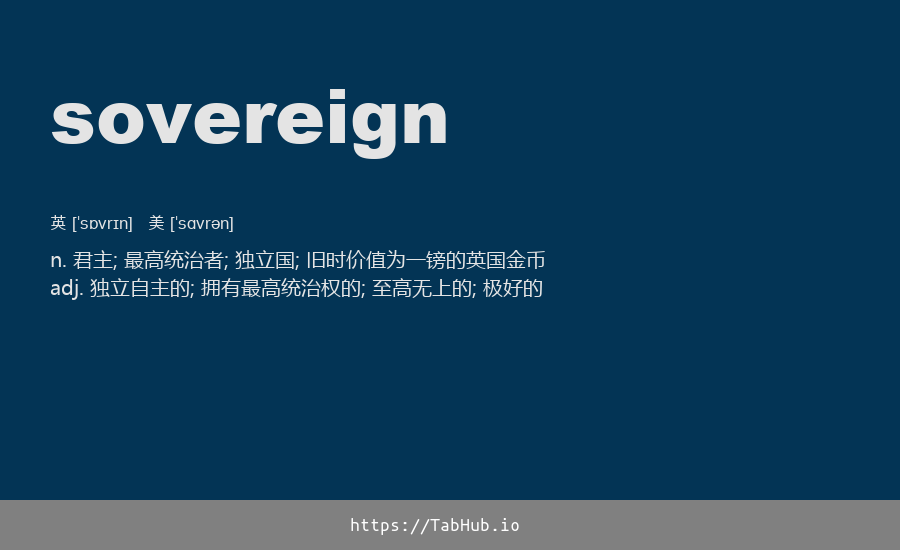 sovereign
英 [ˈsɒvrɪn] 美 [ˈsɑvrən]
n. 君主; 最高统治者; 独立国; 旧时价值为一镑的英国金币
adj. 独立自主的; 拥有最高统治权的; 至高无上的; 极好的
https://TabHub.io